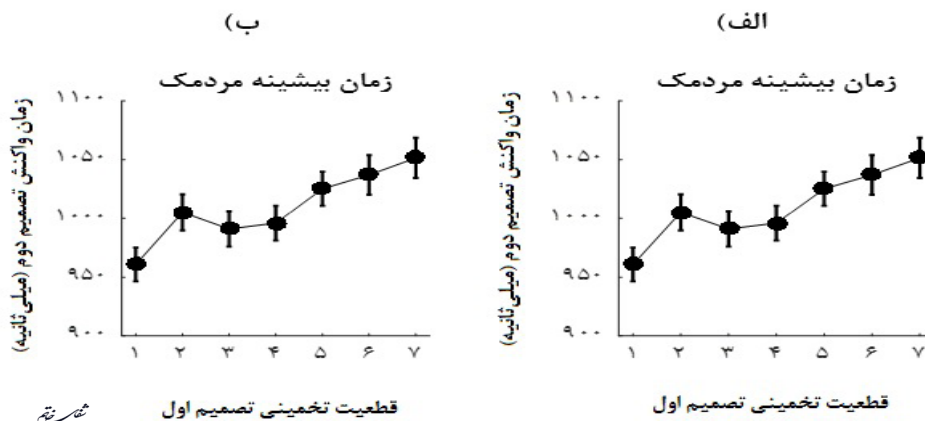 الف)
زمان بیشینه مردمک
زمان واکنش تصمیم دوم (میلی ثانیه)
۱۱۰۰
۱۰۵۰
۱۰۰۰
۹۵۰
۹۰۰
۱ ۲ ۳ ۴ ۵ ۶ ۷
قطعیت تخمینی تصمیم اول
ب)
زمان بیشینه مردمک
زمان واکنش تصمیم دوم (میلی ثانیه)
۱۱۰۰
۱۰۵۰
۱۰۰۰
۹۵۰
۹۰۰
۱ ۲ ۳ ۴ ۵ ۶ ۷
قطعیت تخمینی تصمیم اول